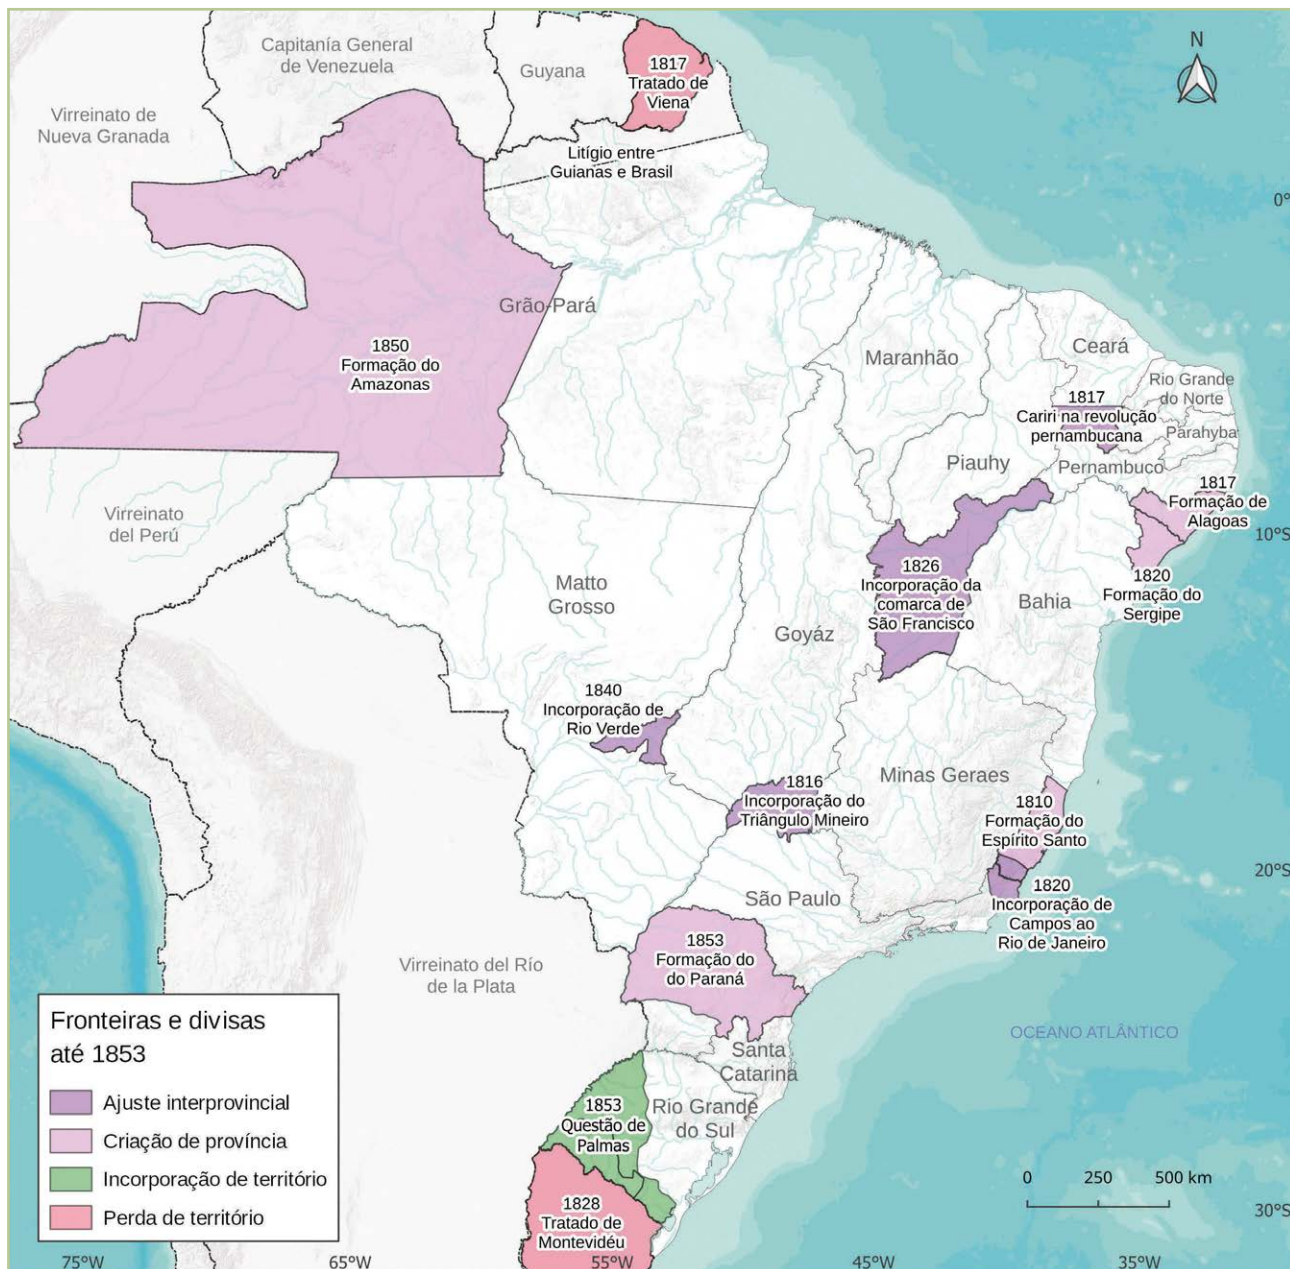 Capitanía General
de Venezuela
Guyana
1817
Tratado de
Viena
N
Virreinato de
Nueva Granada
Litígio entre
Guianas e Brasil
0°
Grão-Pará
1850
Formação do
Amazonas
Maranhão
Ceará
Rio Grande
do Norte
1817
Cariri na revolução
pernambucana
Parahyba
Piauhy
Pernambuco
1817
Formação de
Alagoas
Virreinato
del Perú
10°S
1826
Incorporação da
comarca de
São Francisco
Matto
Grosso
Bahia
1820
Formação do
Sergipe
Goyáz
1840
Incorporação de
Rio Verde
1816
Incorporação do
Triângulo Mineiro
Minas Geraes
1810
Formação do
Espírito Santo
20°S
1820
Incorporação de
Campos ao
Rio de Janeiro
São Paulo
1853
Formação do
do Paraná
Virreinato del Río
de la Plata
OCEANO ATLÂNTICO
Santa
Catarina
1853
Questão de
Palmas
Rio Grande
do Sul
1828
Tratado de
Montevidéu
Fronteiras e divisas
até 1853
Ajuste interprovincial
Criação de província
Incorporação de território
Perda de território
0 250 500 km
30°S
75°W 65°W 55°W 45°W 35°W